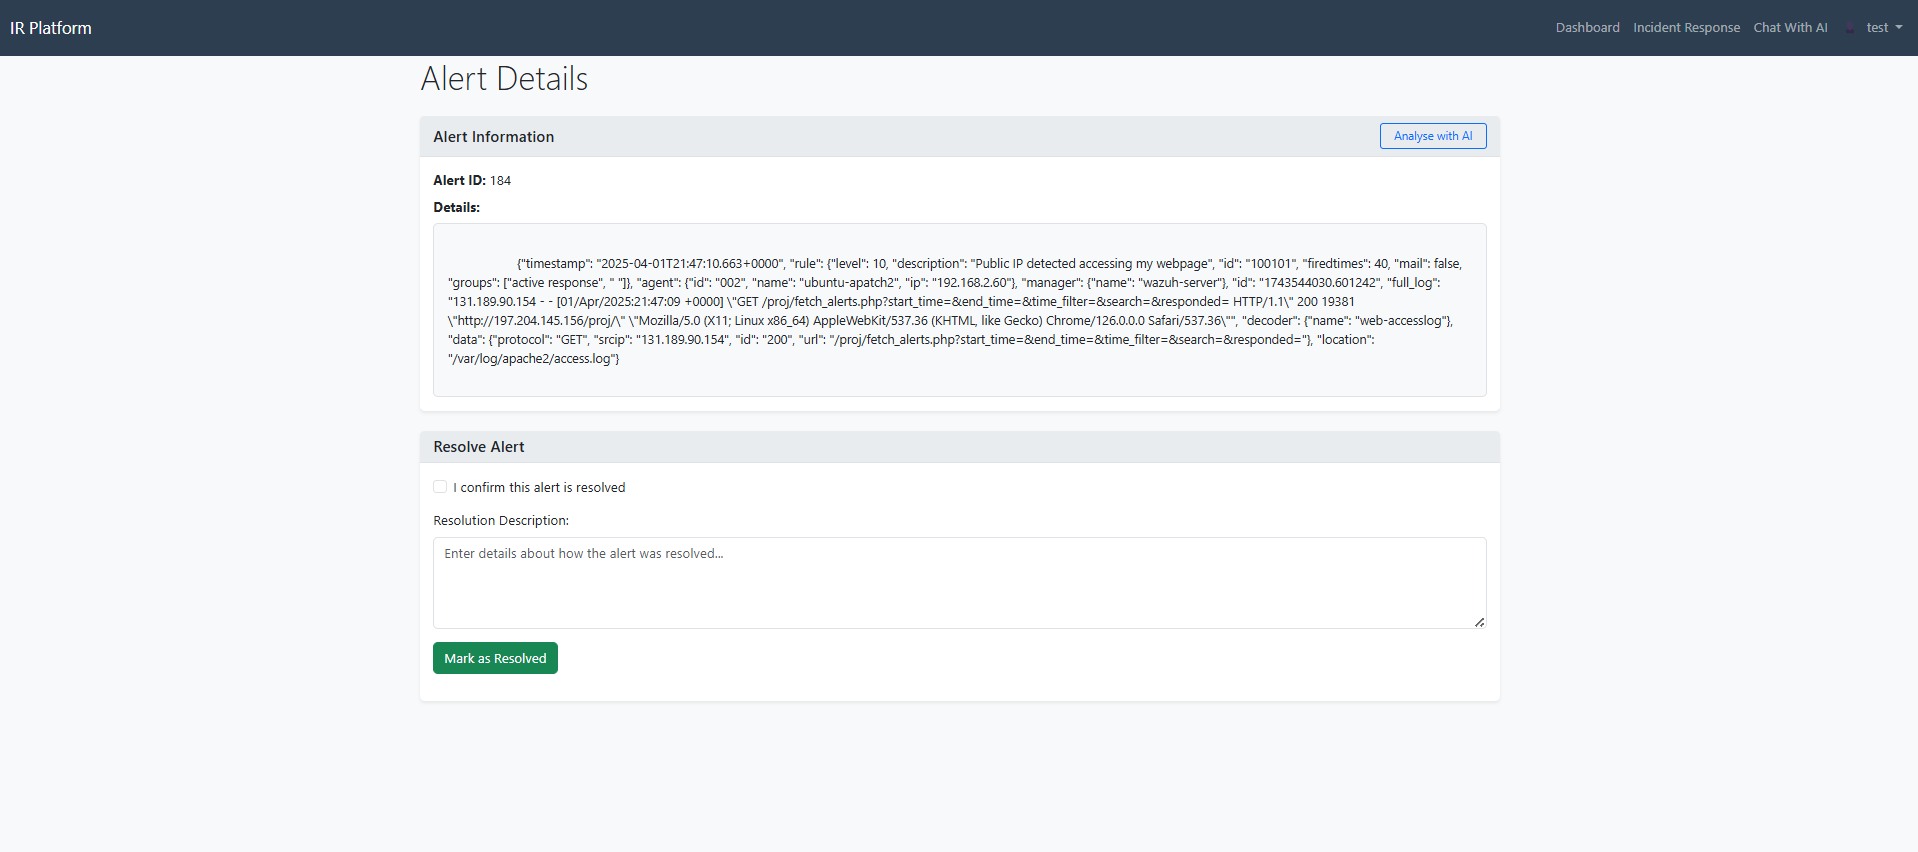 IR Platform
Dashboard Incident Response Chat With AI test
Alert Details
Alert Information
Analyse with AI
Alert ID: 184
Details:
{"timestamp": "2025-04-01T21:47:10.663+0000", "rule": {"level": 10, "description": "Public IP detected accessing my webpage", "id": "100101", "firedtimes": 40, "mail": false,
"groups": ["active response", " "]}, "agent": {"id": "002", "name": "ubuntu-apatch2", "ip": "192.168.2.60"}, "manager": {"name": "wazuh-server"}, "id": "1743544030.601242", "full_log":
"131.189.90.154 - - [01/Apr/2025:21:47:09 +0000] \"GET /proj/fetch_alerts.php?start_time=&end_time=&time_filter=&search=&responded= HTTP/1.1\" 200 19381
\"http://197.204.145.156/proj/\" \"Mozilla/5.0 (X11; Linux x86_64) AppleWebKit/537.36 (KHTML, like Gecko) Chrome/126.0.0.0 Safari/537.36\"", "decoder": {"name": "web-accesslog"},
"data": {"protocol": "GET", "srcip": "131.189.90.154", "id": "200", "url": "/proj/fetch_alerts.php?start_time=&end_time=&time_filter=&search=&responded="}, "location":
"/var/log/apache2/access.log"}
Resolve Alert
I confirm this alert is resolved
Resolution Description:
Enter details about how the alert was resolved...
Mark as Resolved